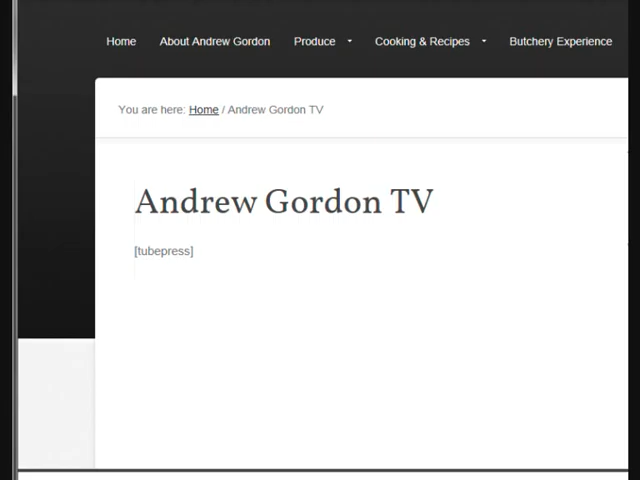 Home About Andrew Gordon Produce Cooking & Recipes Butchery Experience
You are here: Home / Andrew Gordon TV
Andrew Gordon TV
[tubepress]